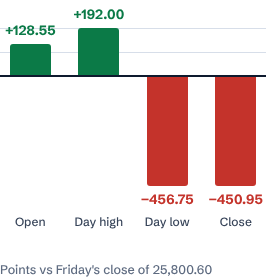 +128.55
+192.00
−456.75
−450.95
Open
Day high
Day low
Close
Points vs Friday's close of 25,800.60